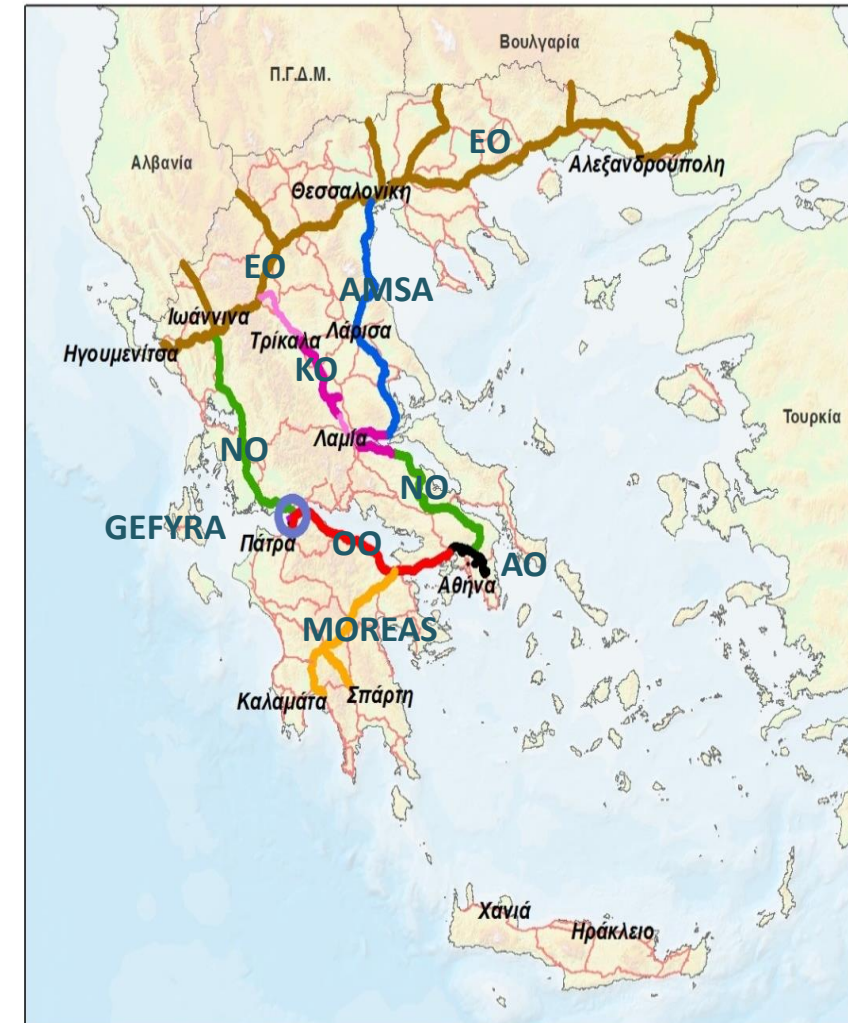 Βουλγαρία
Π.Γ.Δ.Μ.
EO
Αλβανία
Αλεξανδρούπολη
Θεσσαλονίκη
EO
AMSA
Ιωάννινα
Λάρισα
Τρίκαλα
Ηγουμενίτσα
KO
Τουρκία
Λαμία
NO
NO
GEFYRA
Πάτρα
OO
AO
Αθήνα
MOREAS
Καλαμάτα
Σπάρτη
Χανιά
Ηράκλειο